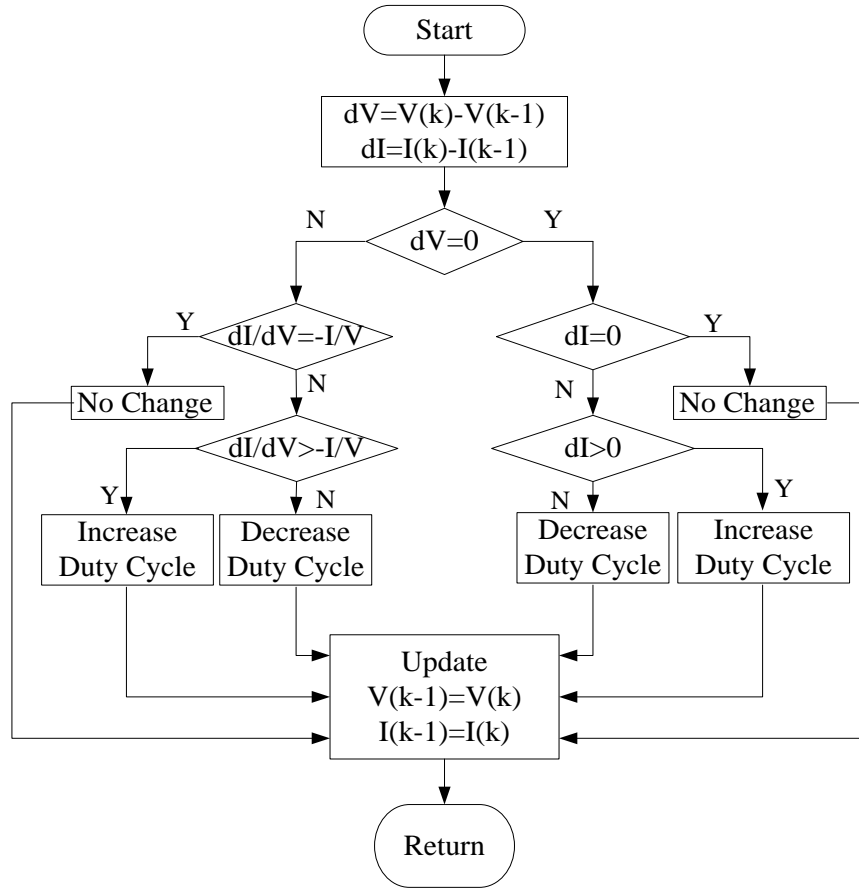 Start
dV=V(k)-V(k-1)
dI=I(k)-I(k-1)
N
Y
dV=0
Y
dI/dV=-I/V
dI=0
Y
N
N
No Change
No Change
dI/dV>-I/V
dI>0
Y
N
N
Y
Increase
Duty Cycle
Decrease
Duty Cycle
Decrease
Duty Cycle
Increase
Duty Cycle
Update
V(k-1)=V(k)
I(k-1)=I(k)
Return